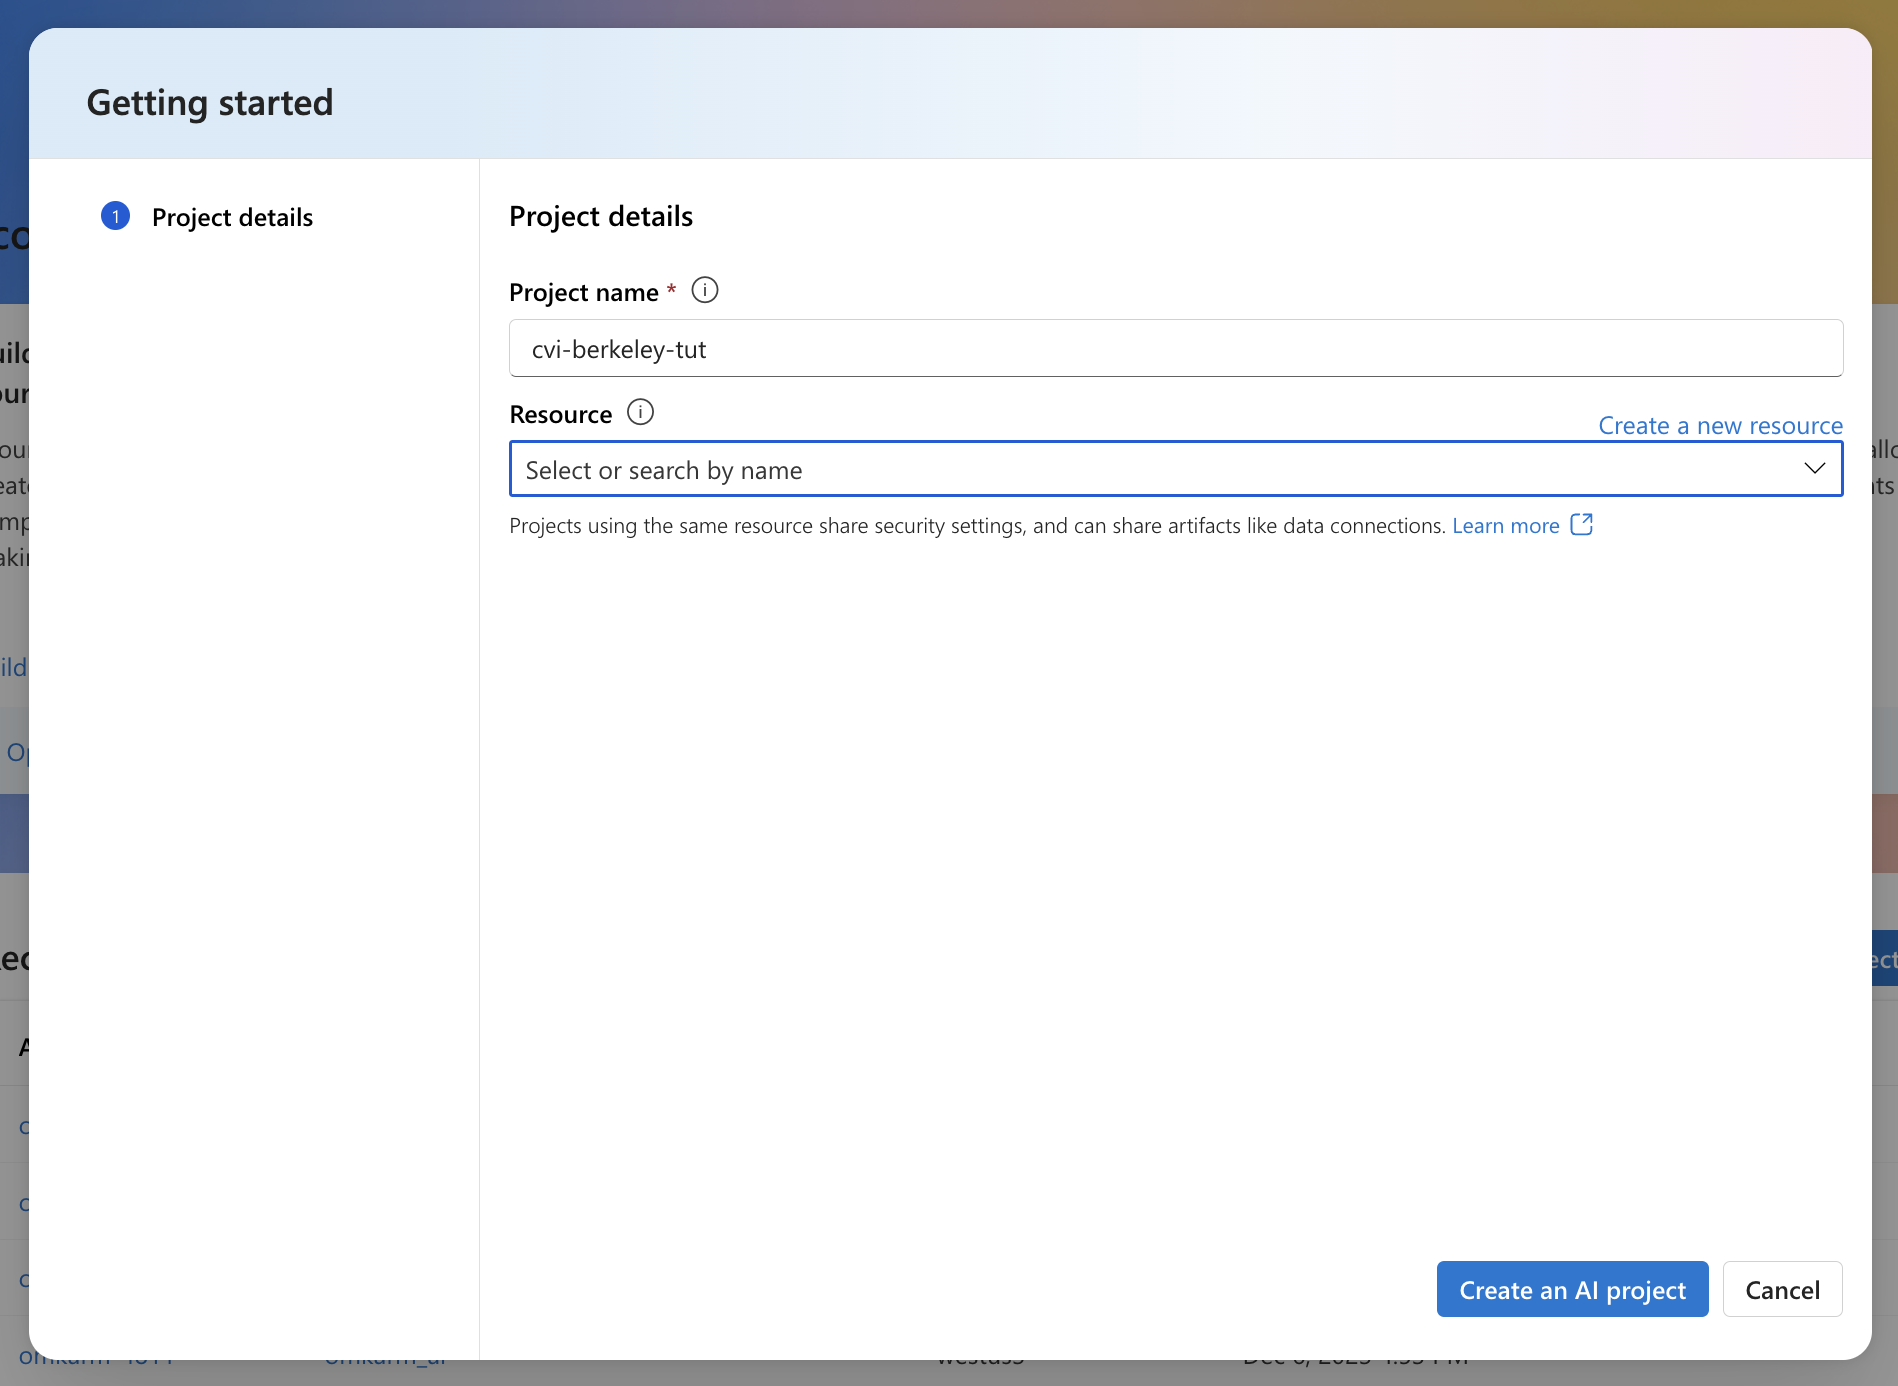 Getting started
1 Project details
Project details
Project name *
cvi-berkeley-tut
Resource
Create a new resource
Select or search by name
Projects using the same resource share security settings, and can share artifacts like data connections. Learn more
Create an AI project
Cancel